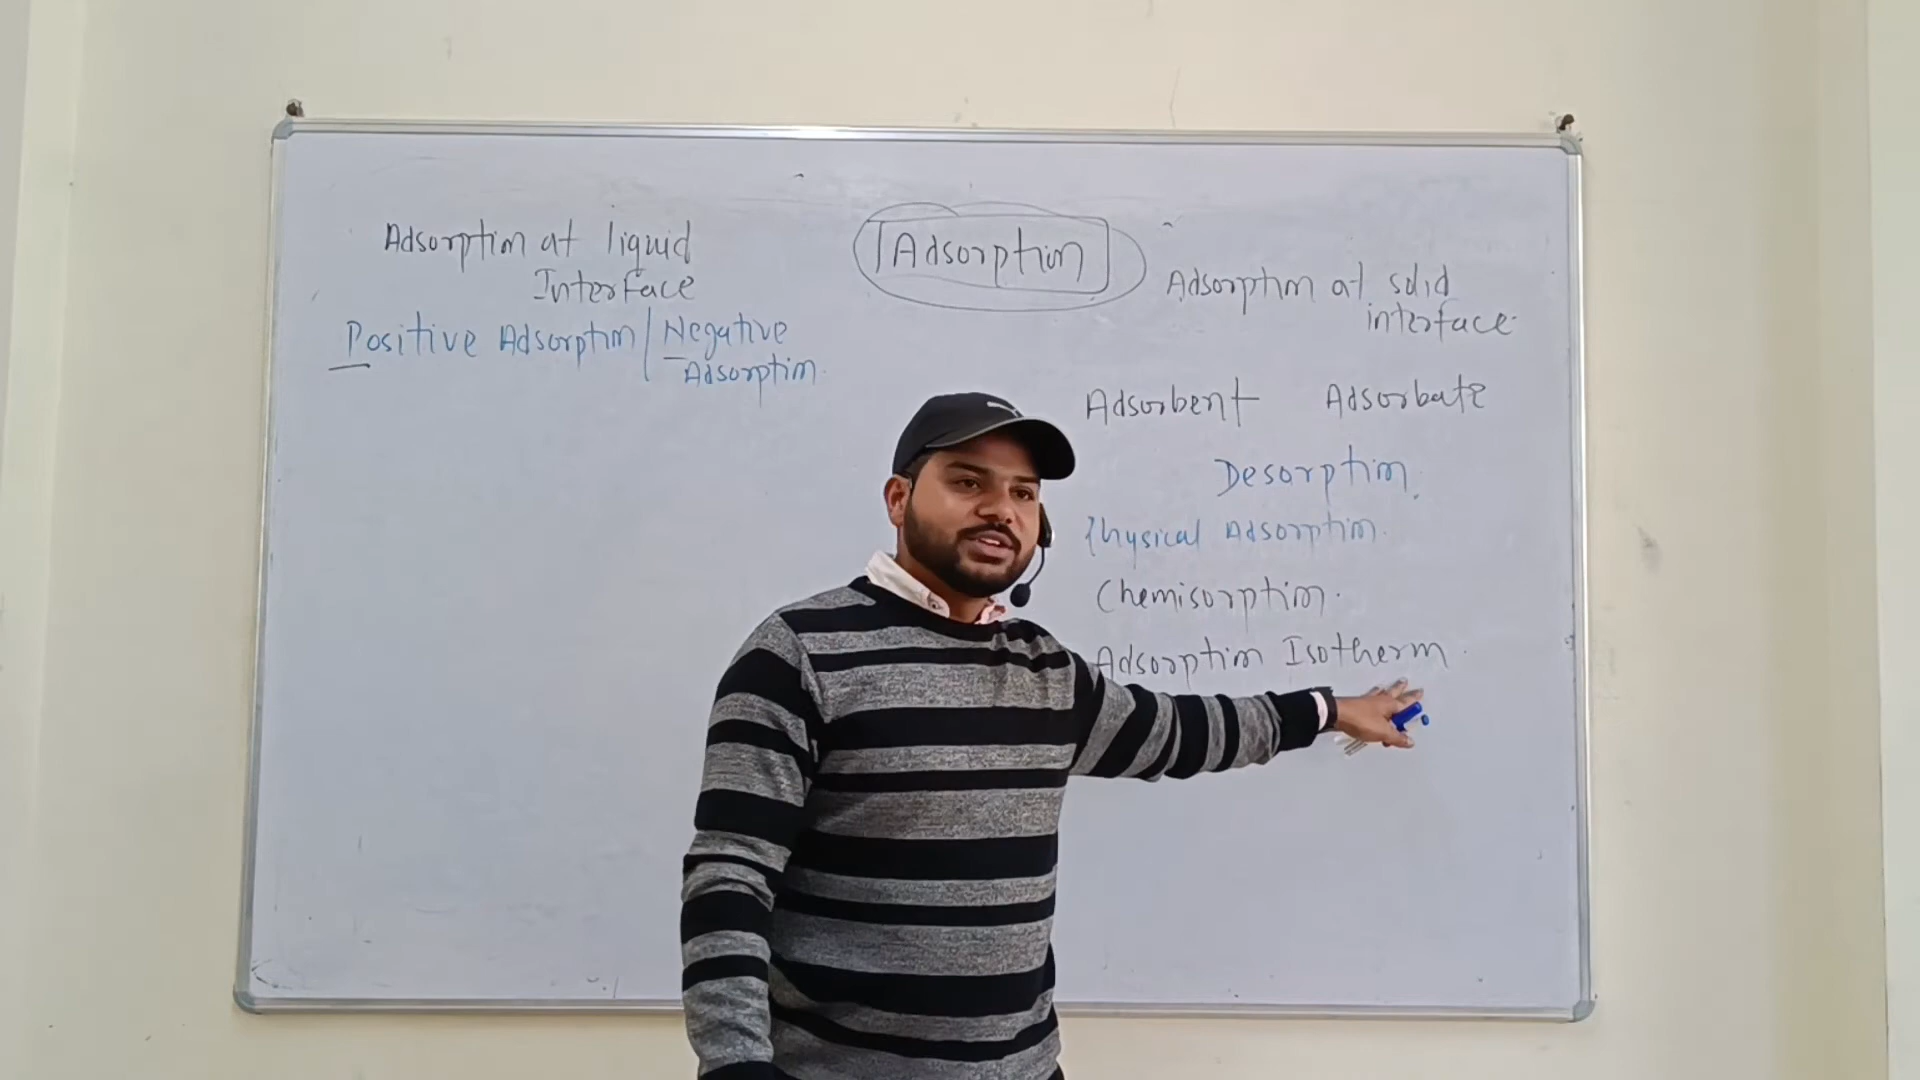 Adsorption
Adsorption at liquid
Interface
Positive Adsorption / Negative
Adsorption.
Adsorption at solid
interface.
Adsorbent Adsorbate
Desorption.
Physical Adsorption.
Chemisorption.
Adsorption Isotherm.